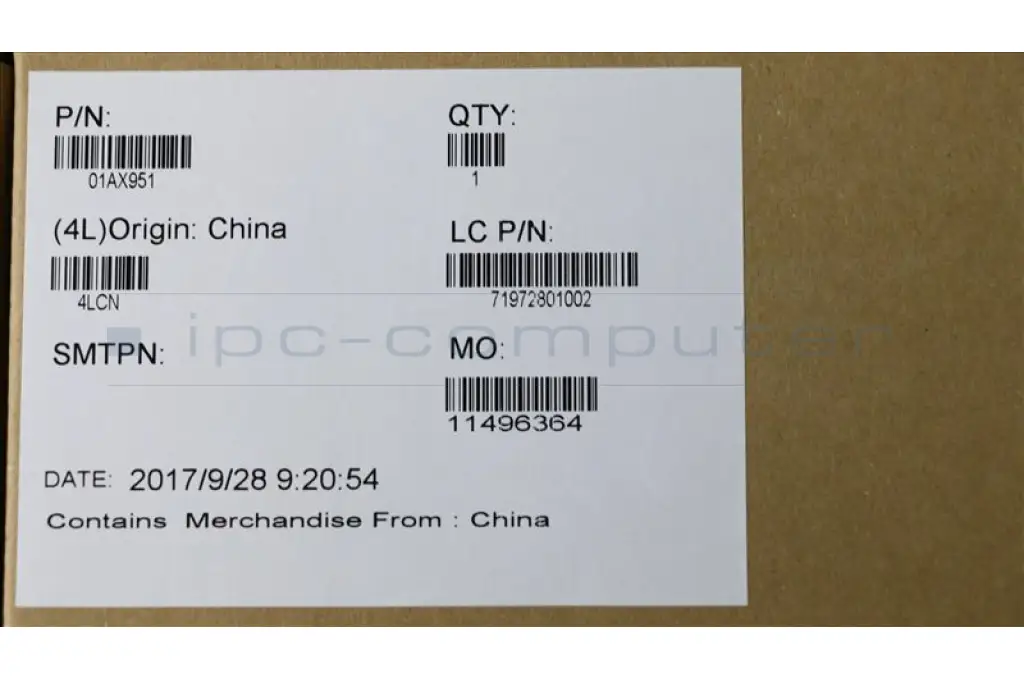 P/N:
01AX951
QTY:
1
(4L)Origin: China
4LCN
LC P/N:
71972801002
ipc-computer
SMTPN:
MO:
11496364
DATE: 2017/9/28 9:20:54
Contains Merchandise From : China